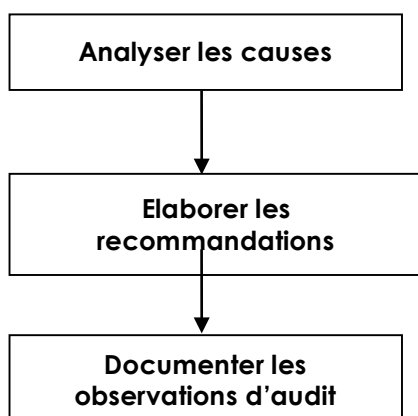 Analyser les causes
Elaborer les
recommandations
Documenter les
observations d'audit